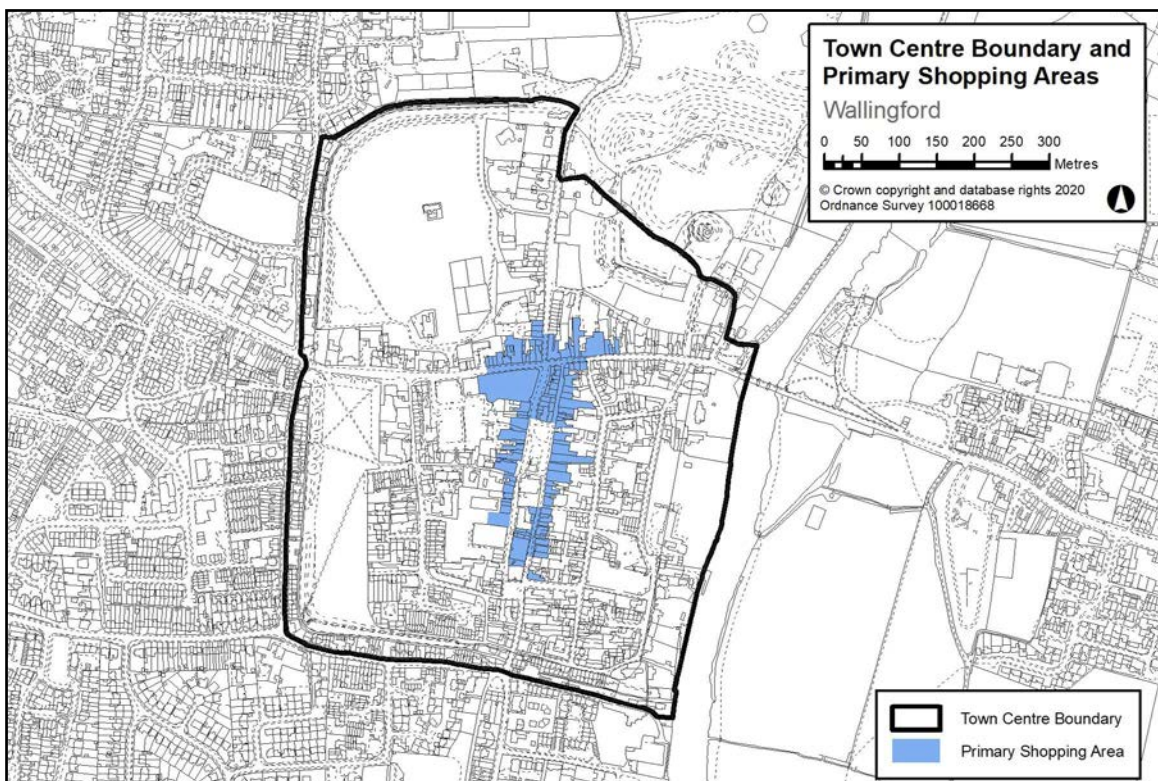 Town Centre Boundary and
Primary Shopping Areas
Wallingford
0 50 100 150 200 250 300
Metres
© Crown copyright and database rights 2020
Ordnance Survey 100018668
Town Centre Boundary
Primary Shopping Area